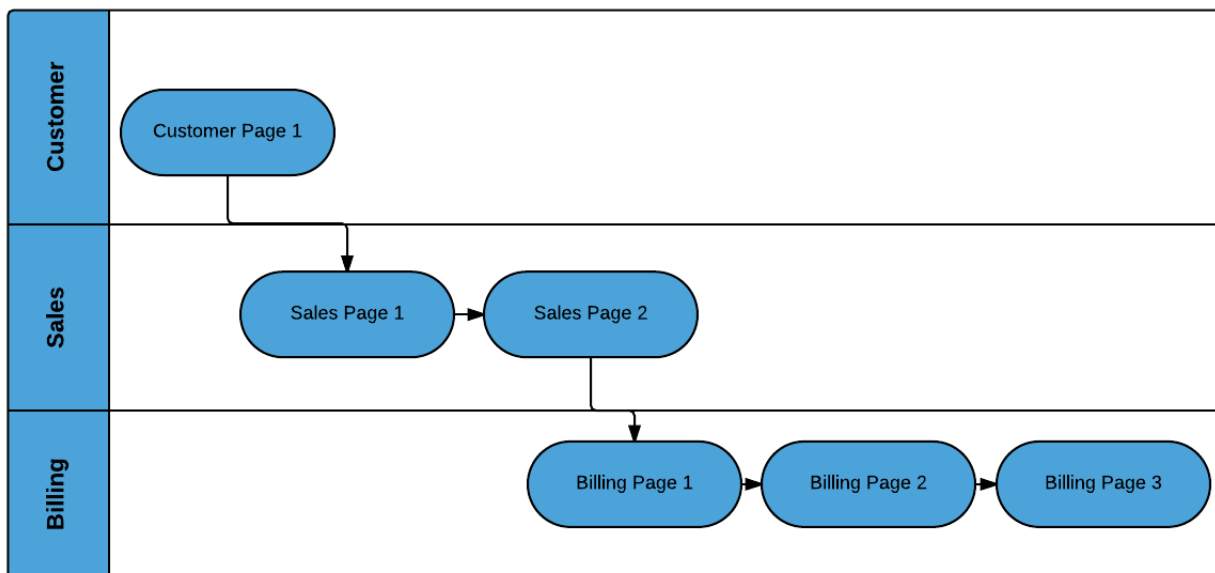 Customer
Customer Page 1
Sales
Sales Page 1
Sales Page 2
Billing
Billing Page 1
Billing Page 2
Billing Page 3